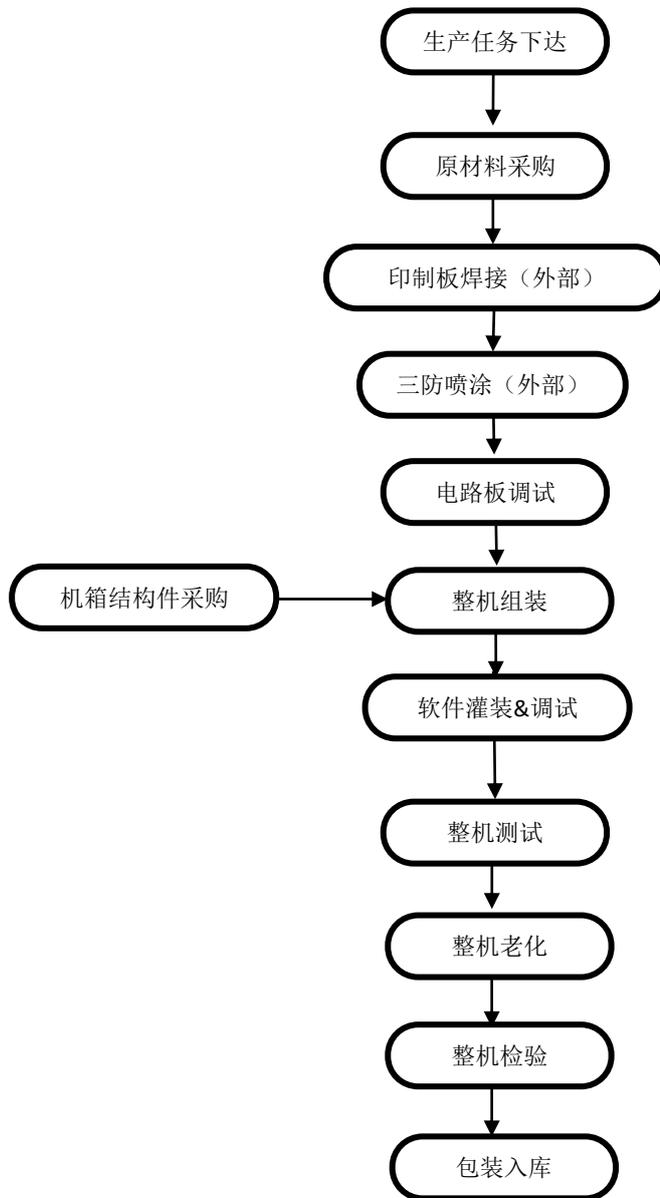 生产任务下达
原材料采购
印制板焊接（外部）
三防喷涂（外部）
电路板调试
机箱结构件采购
整机组装
软件灌装&调试
整机测试
整机老化
整机检验
包装入库